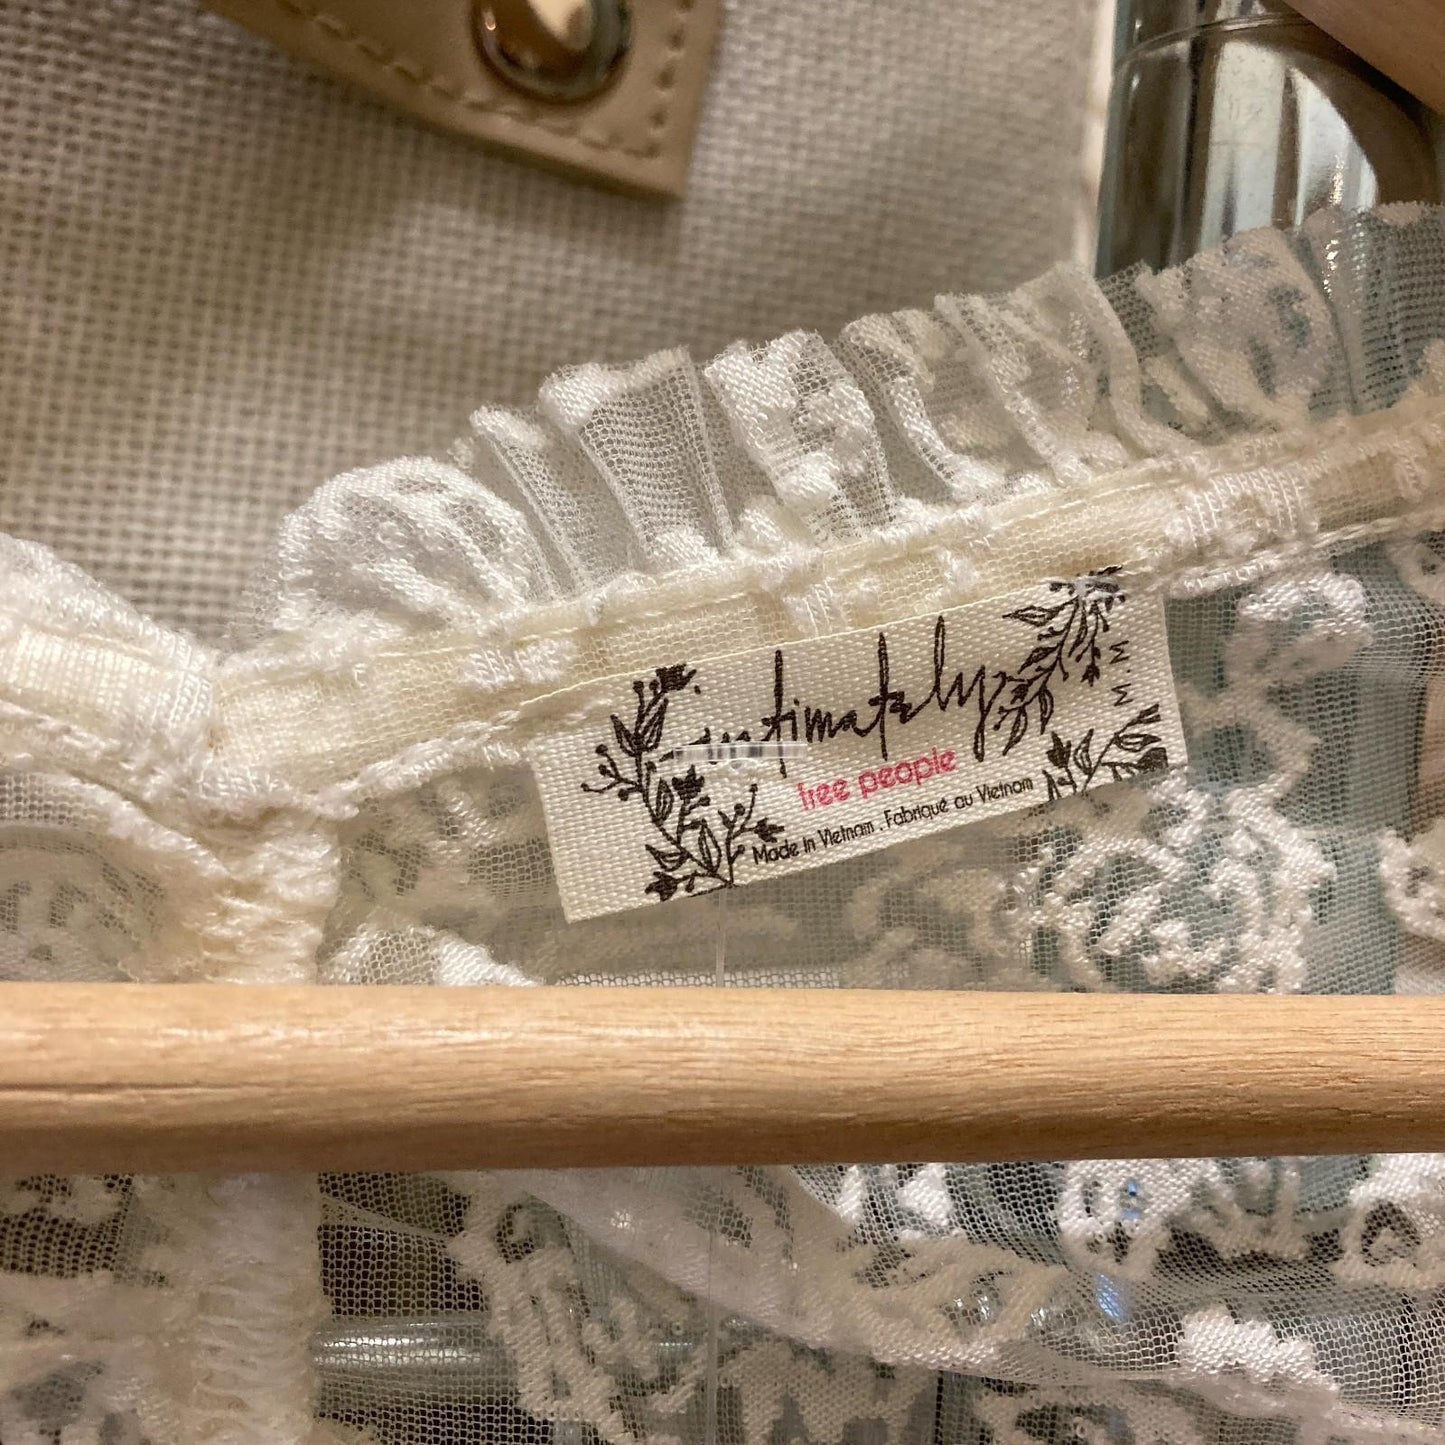 intimately
free people
Made in Vietnam . Fabriqué au Vietnam
M.M